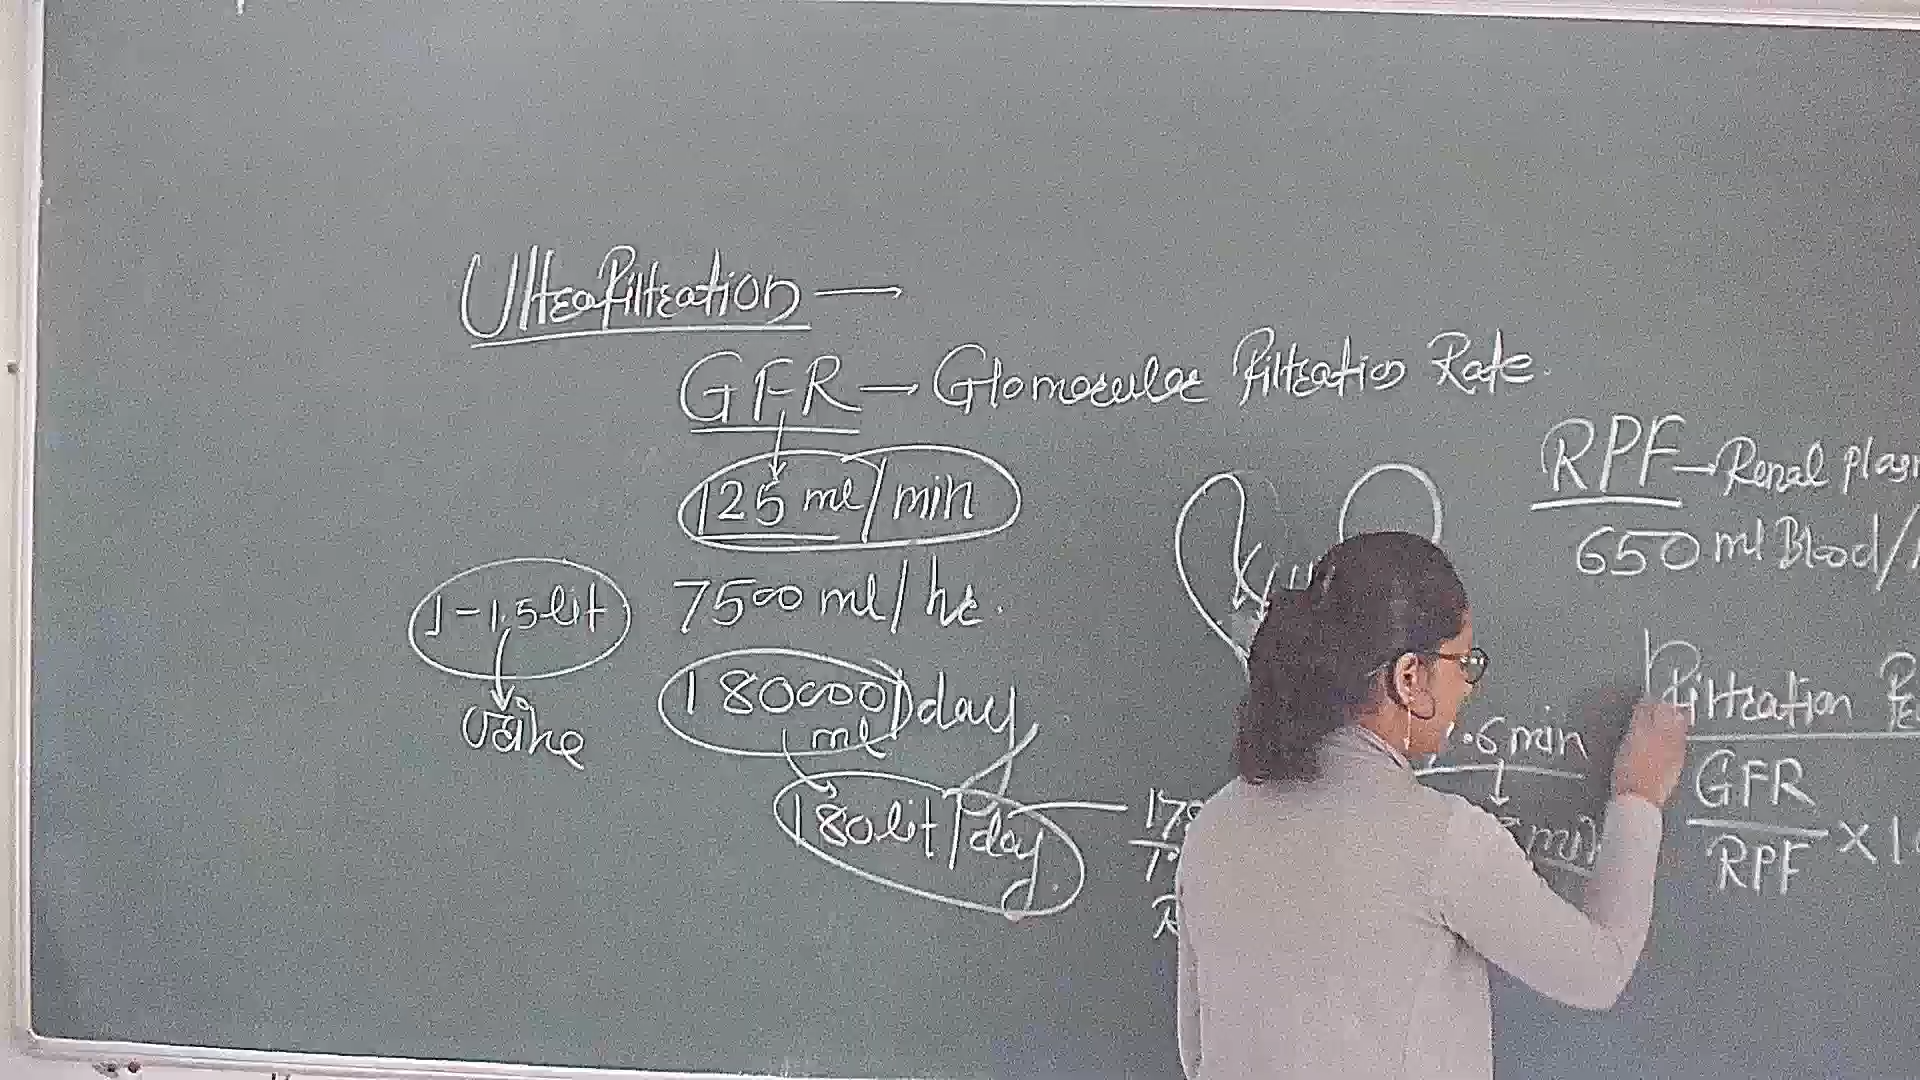 Ultrafiltration →
GFR → Glomerular filtration Rate.
125 ml/min
7500 ml/hr.
1-1.5 lit
Urine
180000/day
ml
180 lit/day
RPF → Renal plasm
650 ml Blood/
.6 min
Filtration
GFR
RPF × 1